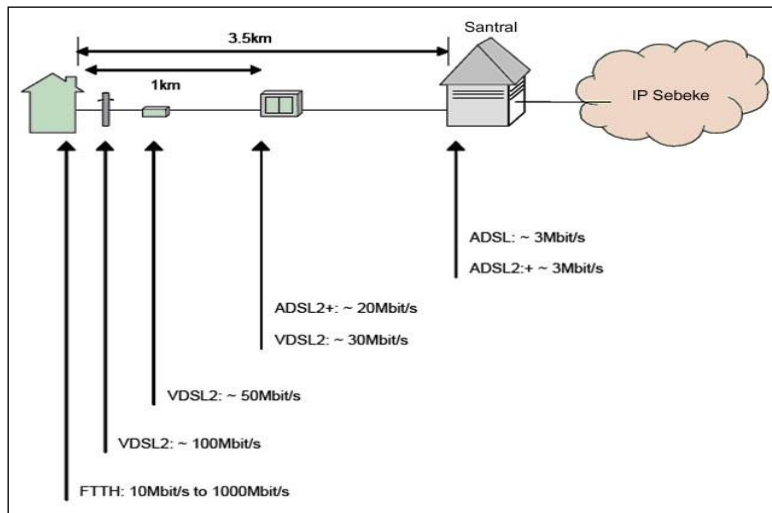 Santral
3.5km
1km
IP Sebeke
ADSL: ~ 3Mbit/s
ADSL2:+ ~ 3Mbit/s
ADSL2+: ~ 20Mbit/s
VDSL2: ~ 30Mbit/s
VDSL2: ~ 50Mbit/s
VDSL2: ~ 100Mbit/s
FTTH: 10Mbit/s to 1000Mbit/s